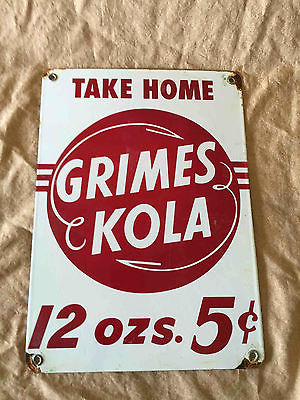 TAKE HOME
GRIMES
KOLA
12 ozs. 5¢